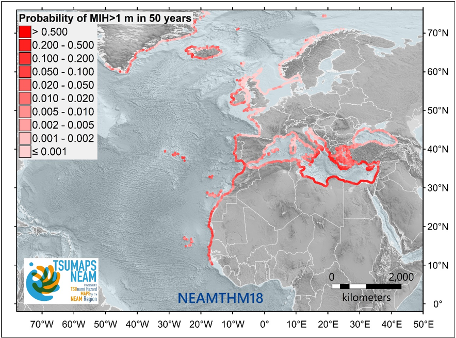 Probability of MIH>1 m in 50 years
> 0.500
0.200 - 0.500
0.100 - 0.200
0.050 - 0.100
0.020 - 0.050
0.010 - 0.020
0.005 - 0.010
0.002 - 0.005
0.001 - 0.002
≤ 0.001
70°N
60°N
50°N
40°N
30°N
20°N
10°N
0°
TSUMAPS
NEAM
NEAM Region
NEAMTHM18
0 2,000
kilometers
70°W 60°W 50°W 40°W 30°W 20°W 10°W 0° 10°E 20°E 30°E 40°E 50°E